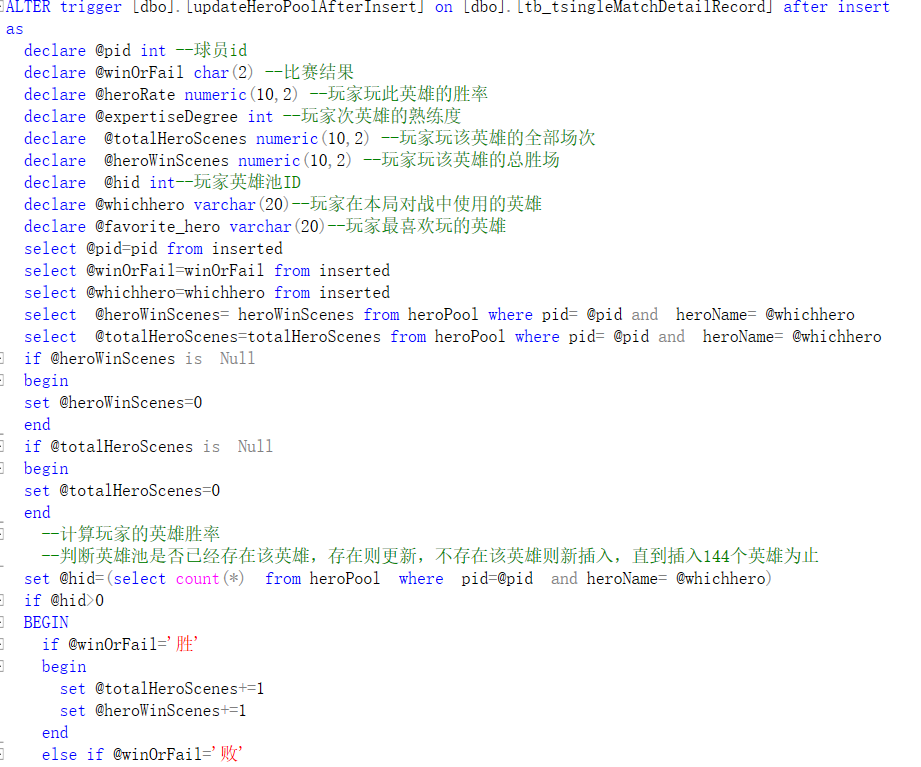 ALTER trigger [dbo].[updateHeroPoolAfterInsert] on [dbo].[tb_tsingleMatchDetailRecord] after insert
as
declare @pid int --球员id
declare @winOrFail char(2) --比赛结果
declare @heroRate numeric(10,2) --玩家玩此英雄的胜率
declare @expertiseDegree int --玩家次英雄的熟练度
declare  @totalHeroScenes numeric(10,2) --玩家玩该英雄的全部场次
declare  @heroWinScenes numeric(10,2) --玩家玩该英雄的总胜场
declare  @hid int--玩家英雄池ID
declare @whichhero varchar(20)--玩家在本局对战中使用的英雄
declare @favorite_hero varchar(20)--玩家最喜欢玩的英雄
select @pid=pid from inserted
select @winOrFail=winOrFail from inserted
select @whichhero=whichhero from inserted
select  @heroWinScenes= heroWinScenes from heroPool where pid= @pid and  heroName= @whichhero
select  @totalHeroScenes=totalHeroScenes from heroPool where pid= @pid and  heroName= @whichhero
if @heroWinScenes is  Null
begin
set @heroWinScenes=0
end
if @totalHeroScenes is  Null
begin
set @totalHeroScenes=0
end
--计算玩家的英雄胜率
--判断英雄池是否已经存在该英雄，存在则更新，不存在该英雄则新插入，直到插入144个英雄为止
set @hid=(select count(*)  from heroPool  where  pid=@pid  and heroName= @whichhero)
if @hid>0
BEGIN
if @winOrFail='胜'
begin
set @totalHeroScenes+=1
set @heroWinScenes+=1
end
else if @winOrFail='败'